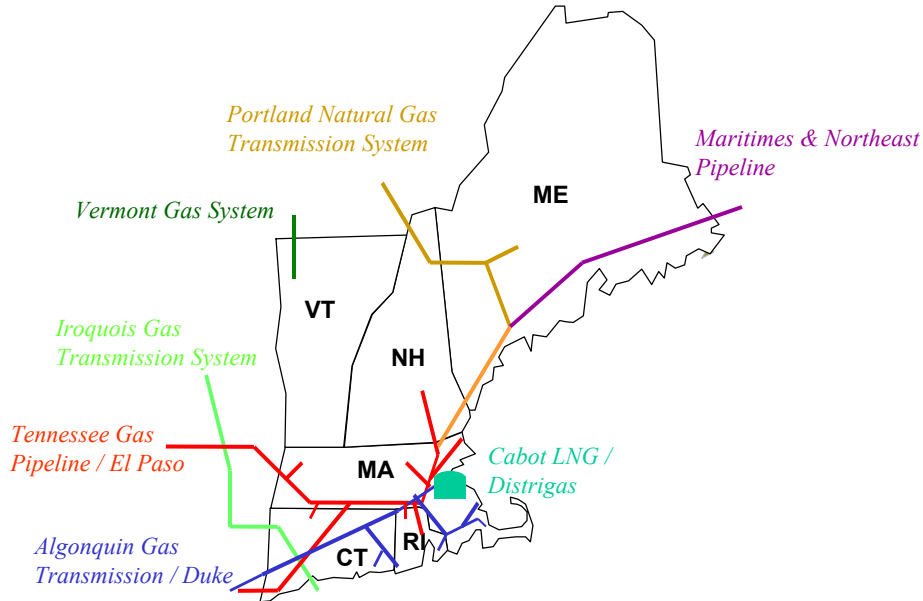 Portland Natural Gas
Transmission System
Maritimes & Northeast
Pipeline
ME
Vermont Gas System
VT
Iroquois Gas
Transmission System
NH
Tennessee Gas
Pipeline / El Paso
MA
Cabot LNG /
Distrigas
Algonquin Gas
Transmission / Duke
CT
RI